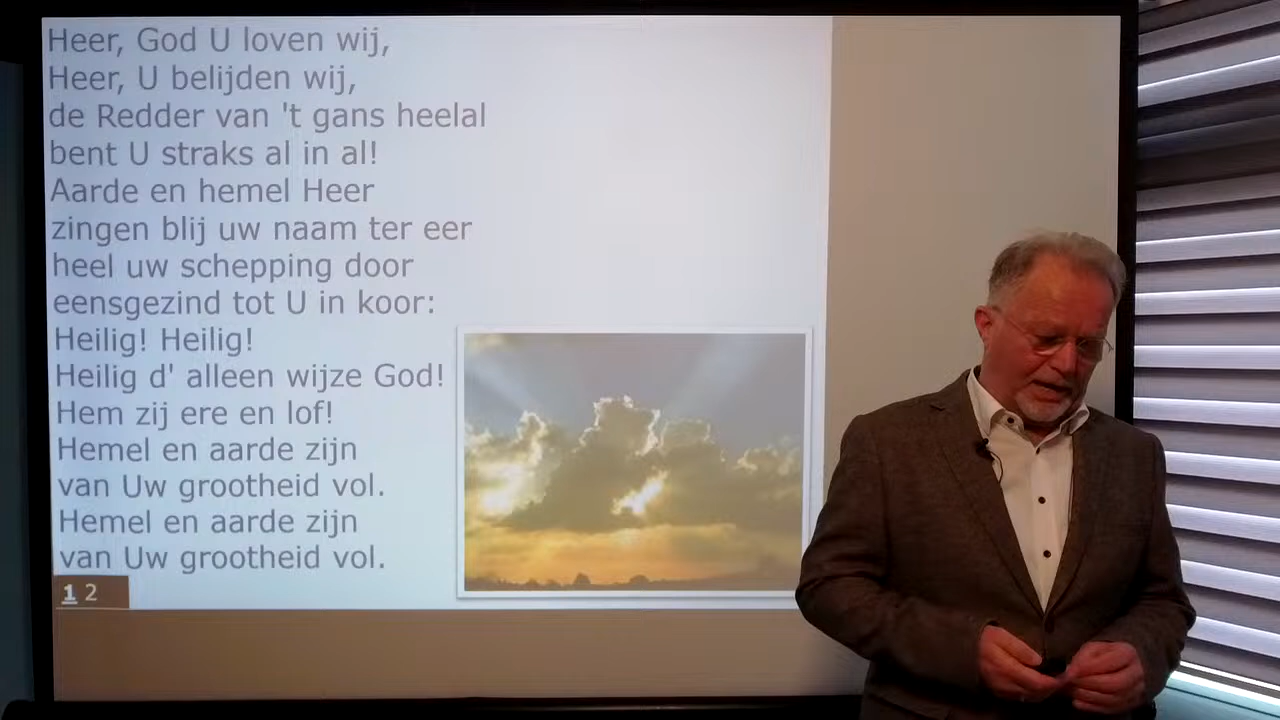 Heer, God U loven wij,
Heer, U belijden wij,
de Redder van 't gans heelal
bent U straks al in al!
Aarde en hemel Heer
zingen blij uw naam ter eer
heel uw schepping door
eensgezind tot U in koor:
Heilig! Heilig!
Heilig d' alleen wijze God!
Hem zij ere en lof!
Hemel en aarde zijn
van Uw grootheid vol.
Hemel en aarde zijn
van Uw grootheid vol.
1 2